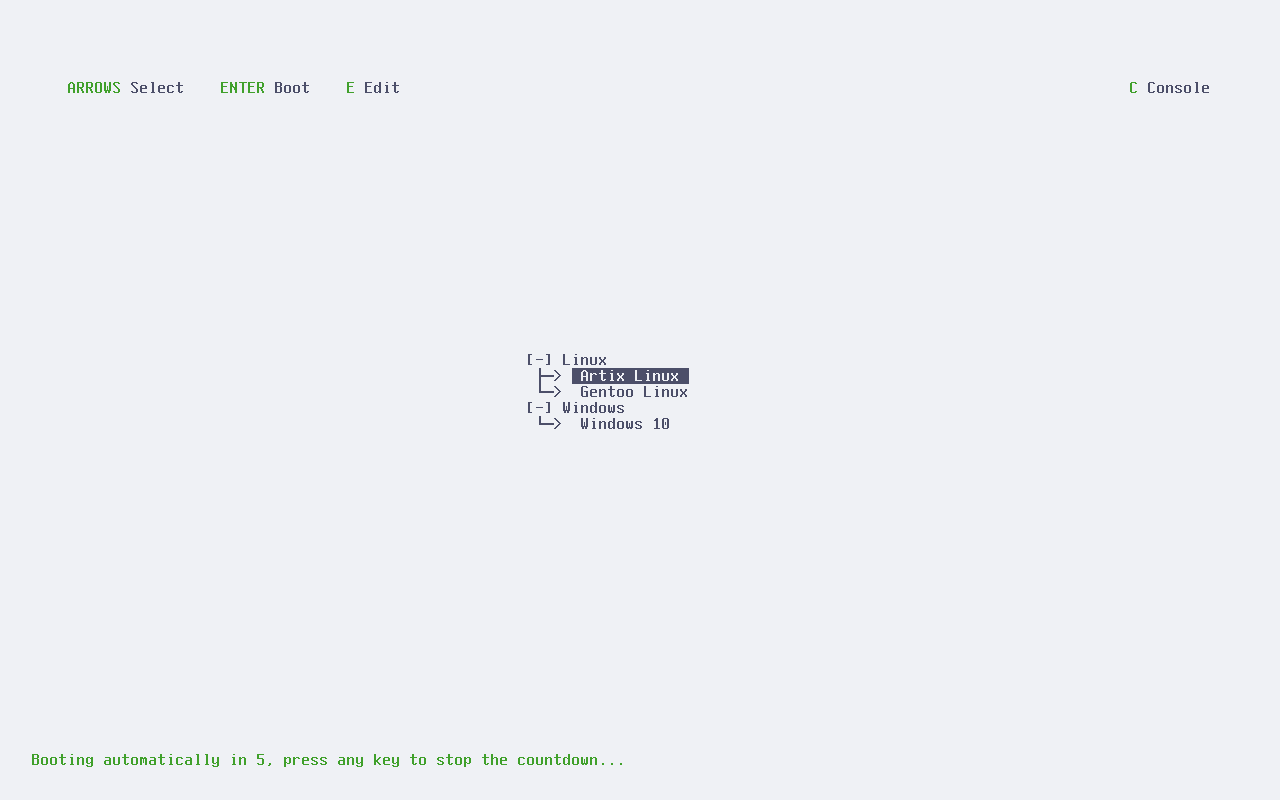 ARROWS Select    ENTER Boot    E Edit    C Console
[-] Linux
├─> Artix Linux
└─> Gentoo Linux
[-] Windows
└─> Windows 10
Booting automatically in 5, press any key to stop the countdown...